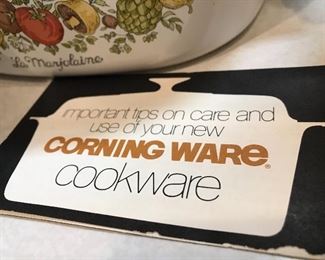 La Marjolaine
important tips on care and
use of your new
CORNING WARE®
cookware